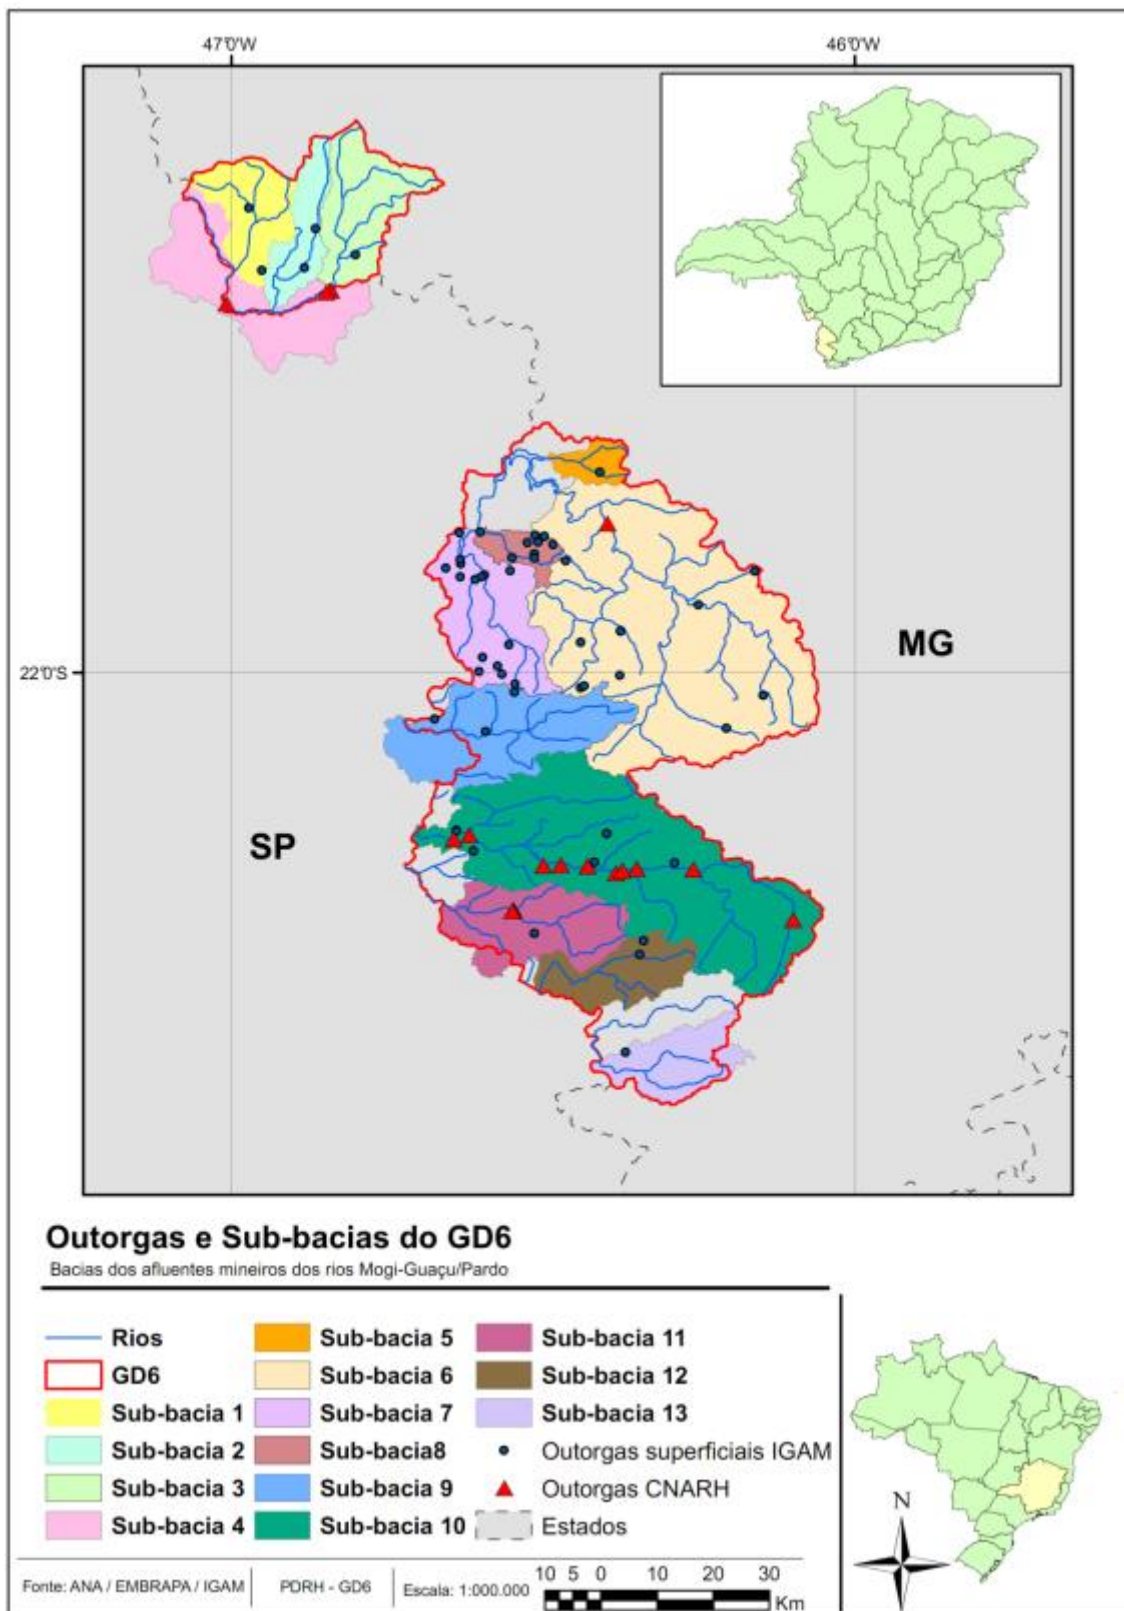 47°0'W
46°0'W
22°0'S
MG
SP
Outorgas e Sub-bacias do GD6
Bacias dos afluentes mineiros dos rios Mogi-Guaçu/Pardo
Rios
GD6
Sub-bacia 1
Sub-bacia 2
Sub-bacia 3
Sub-bacia 4
Sub-bacia 5
Sub-bacia 6
Sub-bacia 7
Sub-bacia8
Sub-bacia 9
Sub-bacia 10
Sub-bacia 11
Sub-bacia 12
Sub-bacia 13
Outorgas superficiais IGAM
Outorgas CNARH
Estados
N
Fonte: ANA / EMBRAPA / IGAM
PDRH - GD6
Escala: 1:000.000
10 5 0 10 20 30
Km